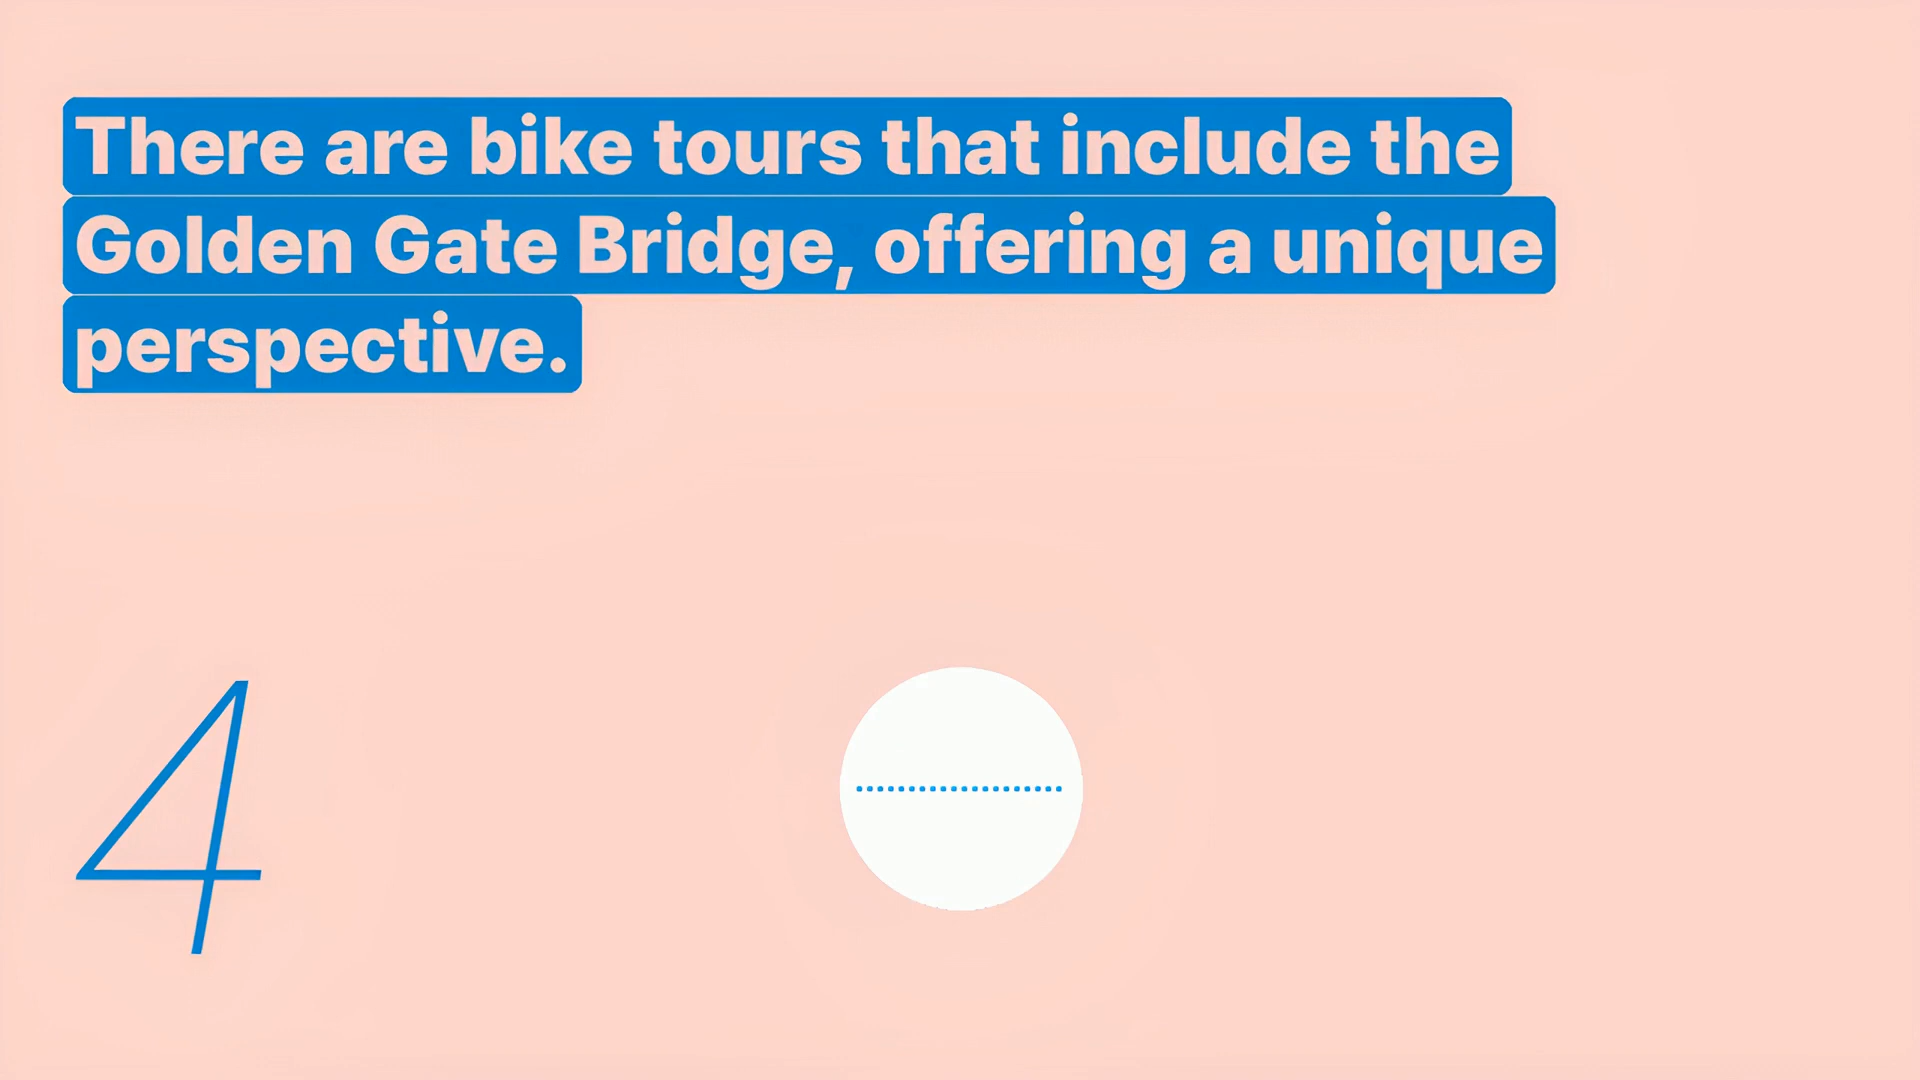 There are bike tours that include the
Golden Gate Bridge, offering a unique
perspective.
4